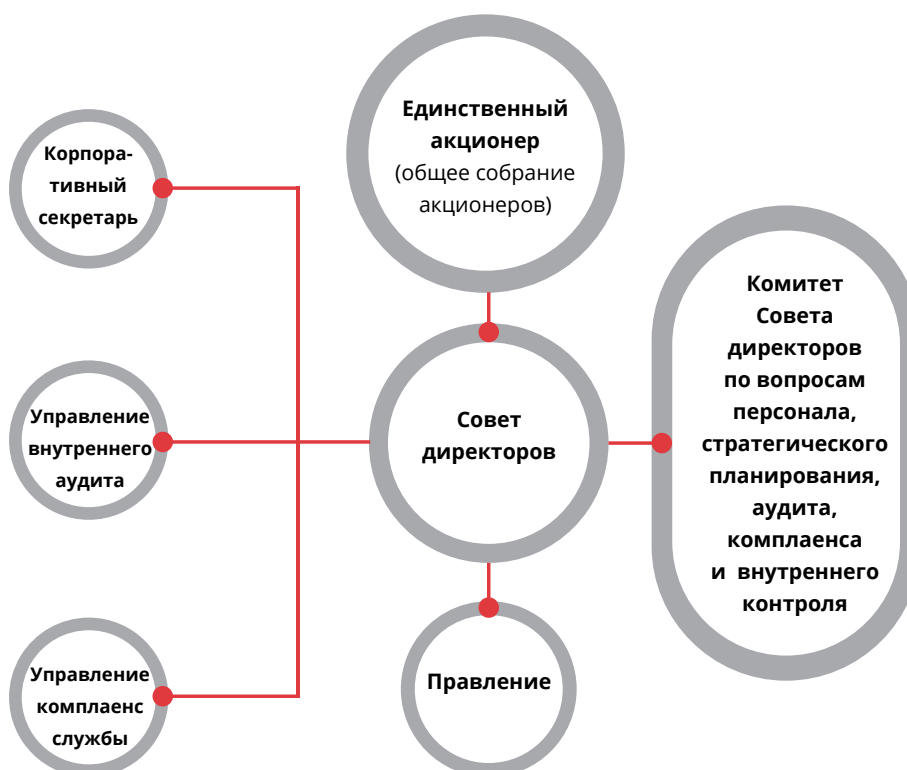 Единственный
акционер
(общее собрание
акционеров)
Корпора-
тивный
секретарь
Комитет
Совета
директоров
по вопросам
персонала,
стратегического
планирования,
аудита,
комплаенса
и внутреннего
контроля
Управление
внутреннего
аудита
Совет
директоров
Управление
комплаенс
службы
Правление